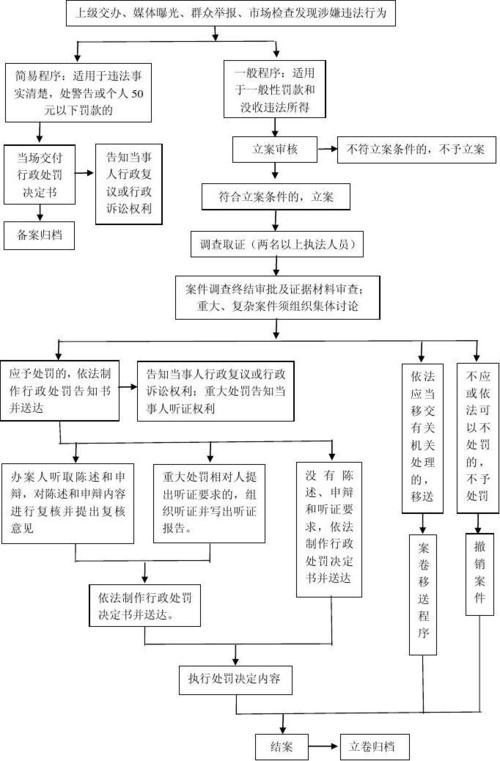 上级交办、媒体曝光、群众举报、市场检查发现涉嫌违法行为
简易程序：适用于违法事
实清楚，处警告或个人 50
元以下罚款的
一般程序：适用
于一般性罚款和
没收违法所得
当场交付
行政处罚
决定书
告知当事
人行政复
议或行政
诉讼权利
备案归档
立案审核
不符立案条件的，不予立案
符合立案条件的，立案
调查取证（两名以上执法人员）
案件调查终结审批及证据材料审查；
重大、复杂案件须组织集体讨论
应予处罚的，依法制
作行政处罚告知书
并送达
告知当事人行政复议或行政
诉讼权利；重大处罚告知当
事人听证权利
依法
应当
移交
有关
机关
处理
的，
移送
不应
或依
法可
以不
处罚
的，
不予
处罚
办案人听取陈述和申
辩，对陈述和申辩内容
进行复核并提出复核
意见
重大处罚相对人提
出听证要求的，组
织听证并写出听证
报告。
没有陈
述、申辩
和听证要
求，依法
制作行政
处罚决定
书并送达
案卷移送程序
撤销案件
依法制作行政处罚
决定书并送达。
执行处罚决定内容
结案
立卷归档